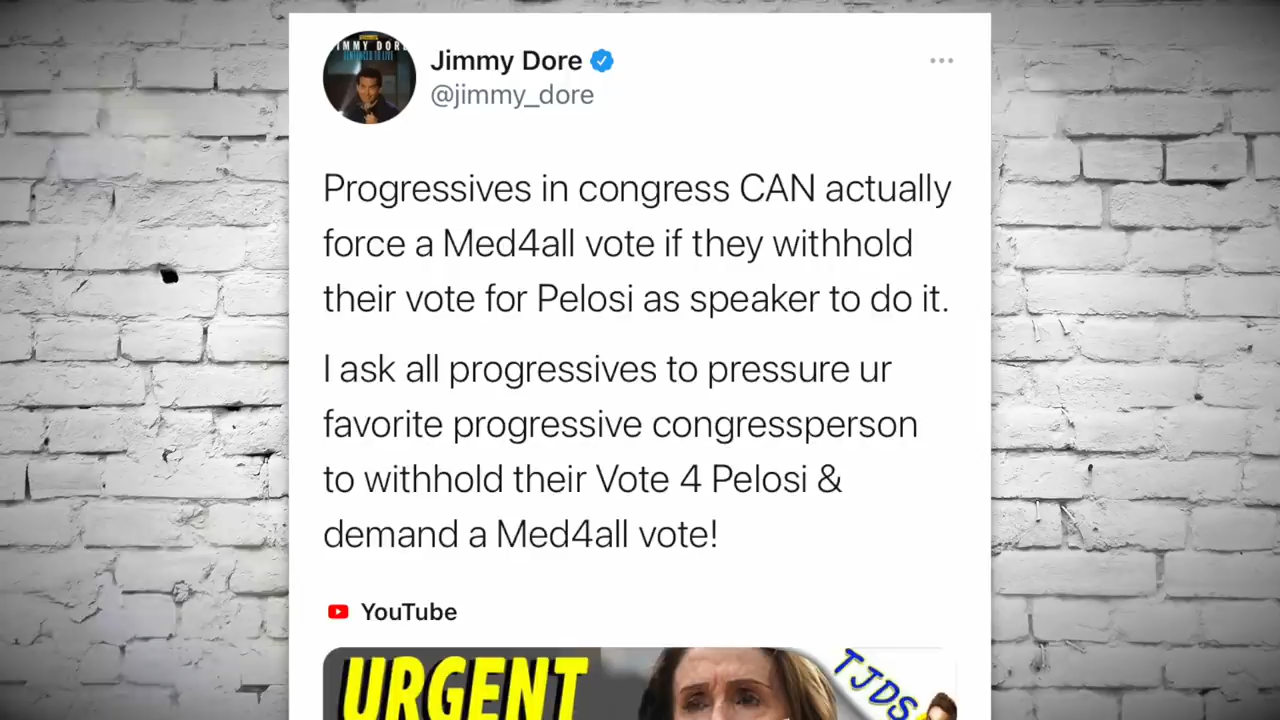 Jimmy Dore
@jimmy_dore
Progressives in congress CAN actually
force a Med4all vote if they withhold
their vote for Pelosi as speaker to do it.
I ask all progressives to pressure ur
favorite progressive congressperson
to withhold their Vote 4 Pelosi &
demand a Med4all vote!
YouTube
URGENT
TJDS